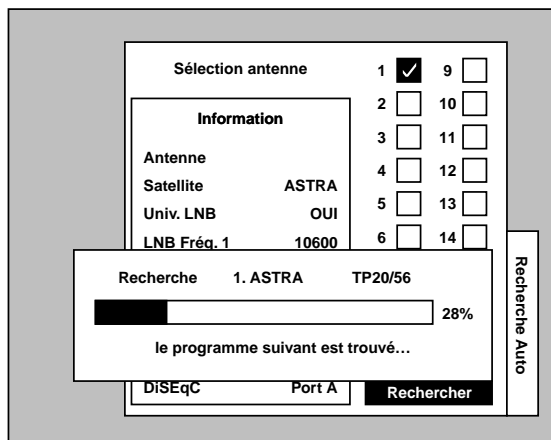 Sélection antenne
1 9
2 10
3 11
4 12
5 13
6 14
Information
Antenne
Satellite ASTRA
Univ. LNB OUI
LNB Fréq. 1 10600
Recherche 1. ASTRA TP20/56
28%
le programme suivant est trouvé...
DiSEqC Port A
Rechercher
Recherche Auto